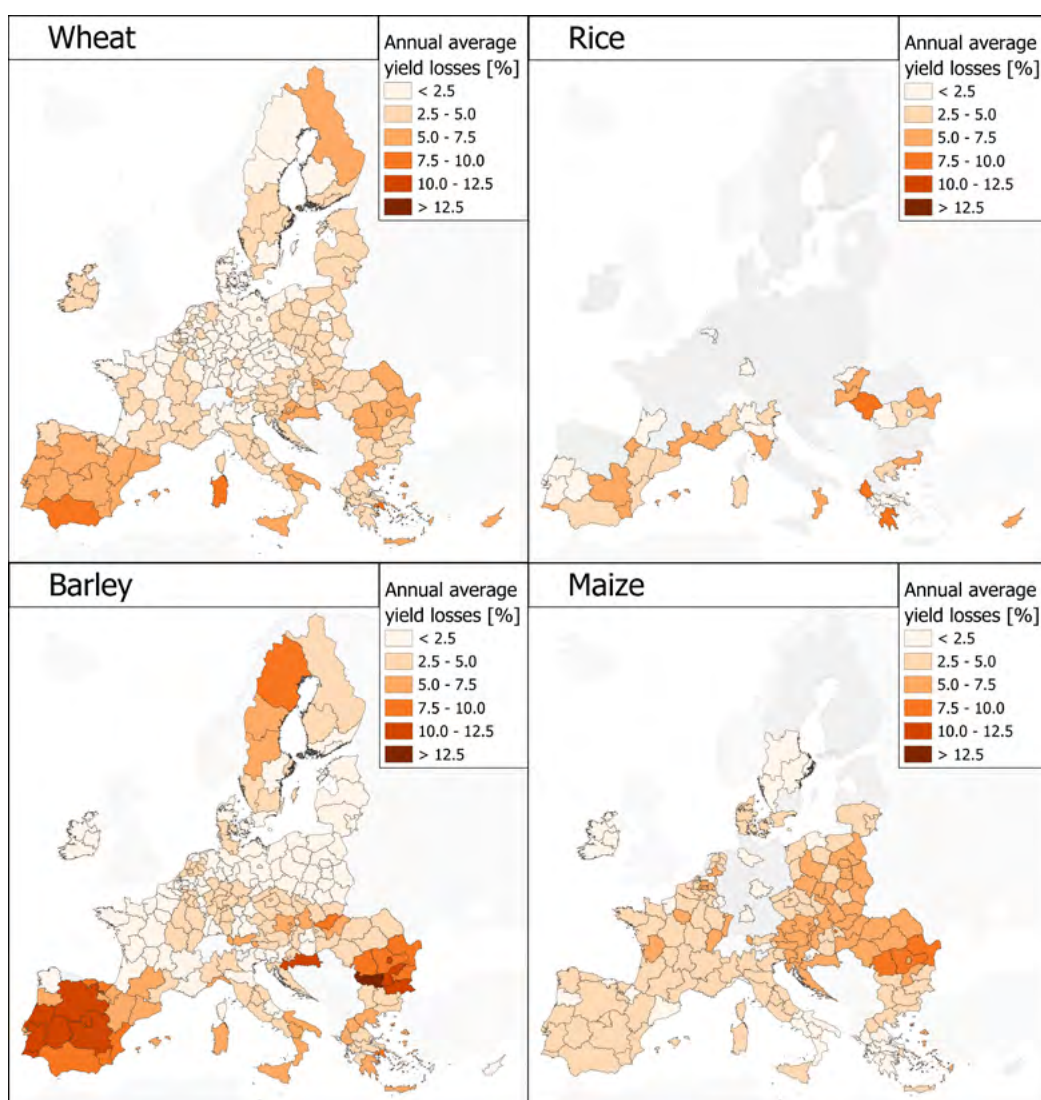 Wheat
Annual average
yield losses [%]
< 2.5
2.5 - 5.0
5.0 - 7.5
7.5 - 10.0
10.0 - 12.5
> 12.5
Rice
Annual average
yield losses [%]
< 2.5
2.5 - 5.0
5.0 - 7.5
7.5 - 10.0
10.0 - 12.5
> 12.5
Barley
Annual average
yield losses [%]
< 2.5
2.5 - 5.0
5.0 - 7.5
7.5 - 10.0
10.0 - 12.5
> 12.5
Maize
Annual average
yield losses [%]
< 2.5
2.5 - 5.0
5.0 - 7.5
7.5 - 10.0
10.0 - 12.5
> 12.5